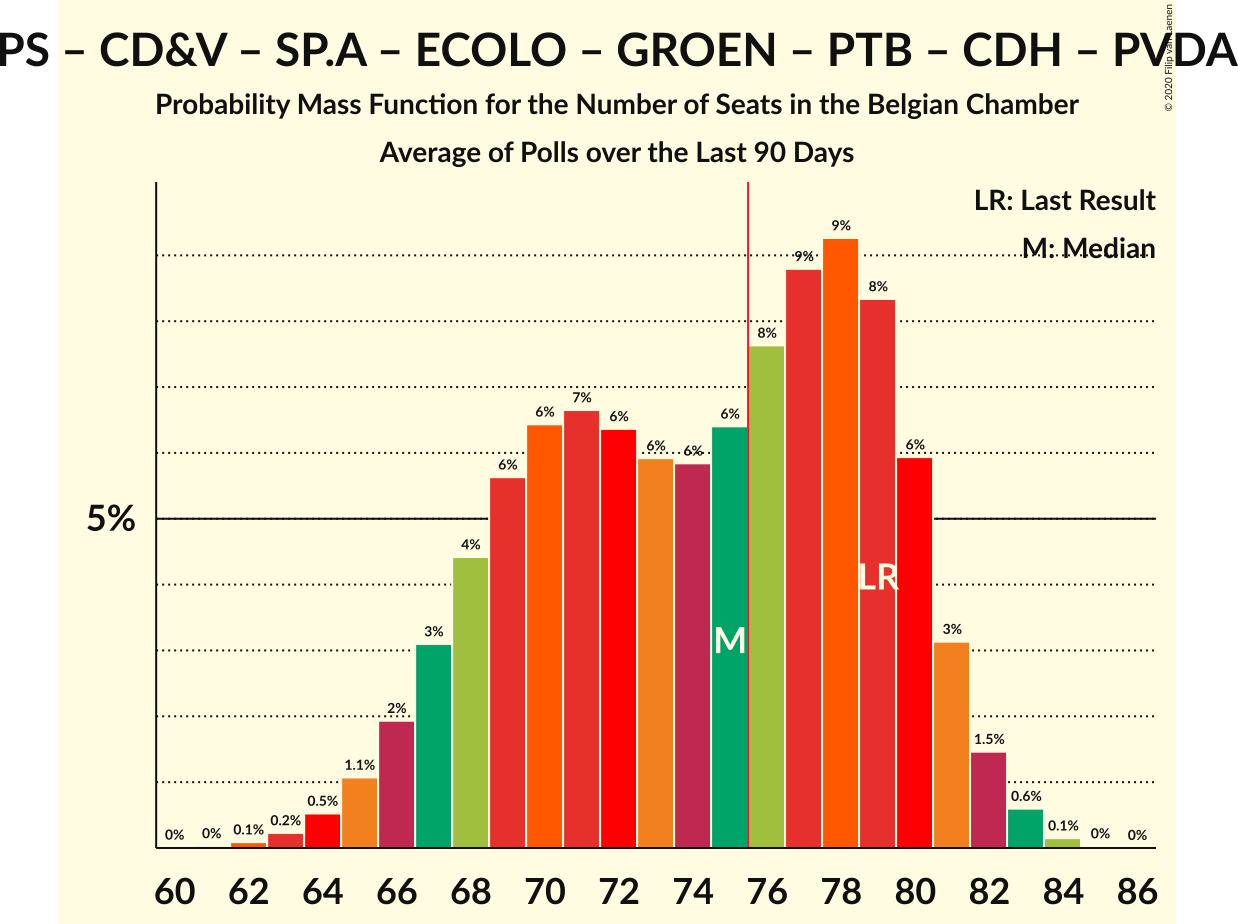 PS – CD&V – SP.A – ECOLO – GROEN – PTB – CDH – PVDA
© 2020 Filip van Laenen
Probability Mass Function for the Number of Seats in the Belgian Chamber
Average of Polls over the Last 90 Days
LR: Last Result
M: Median
5%
0% 0% 0.1% 0.2% 0.5% 1.1% 2% 3% 4% 6% 6% 7% 6% 6% 6% 6% 8% 9% 9% 8% 6% 3% 1.5% 0.6% 0.1% 0% 0%
LR
M
60 62 64 66 68 70 72 74 76 78 80 82 84 86